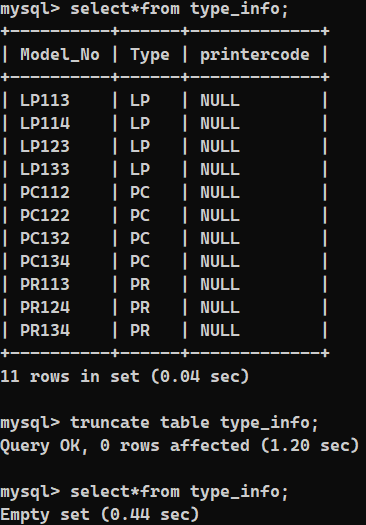 mysql> select*from type_info;
+----------+------+-------------+
| Model_No | Type | printercode |
+----------+------+-------------+
| LP113    | LP   | NULL        |
| LP114    | LP   | NULL        |
| LP123    | LP   | NULL        |
| LP133    | LP   | NULL        |
| PC112    | PC   | NULL        |
| PC122    | PC   | NULL        |
| PC132    | PC   | NULL        |
| PC134    | PC   | NULL        |
| PR113    | PR   | NULL        |
| PR124    | PR   | NULL        |
| PR134    | PR   | NULL        |
+----------+------+-------------+
11 rows in set (0.04 sec)

mysql> truncate table type_info;
Query OK, 0 rows affected (1.20 sec)

mysql> select*from type_info;
Empty set (0.44 sec)